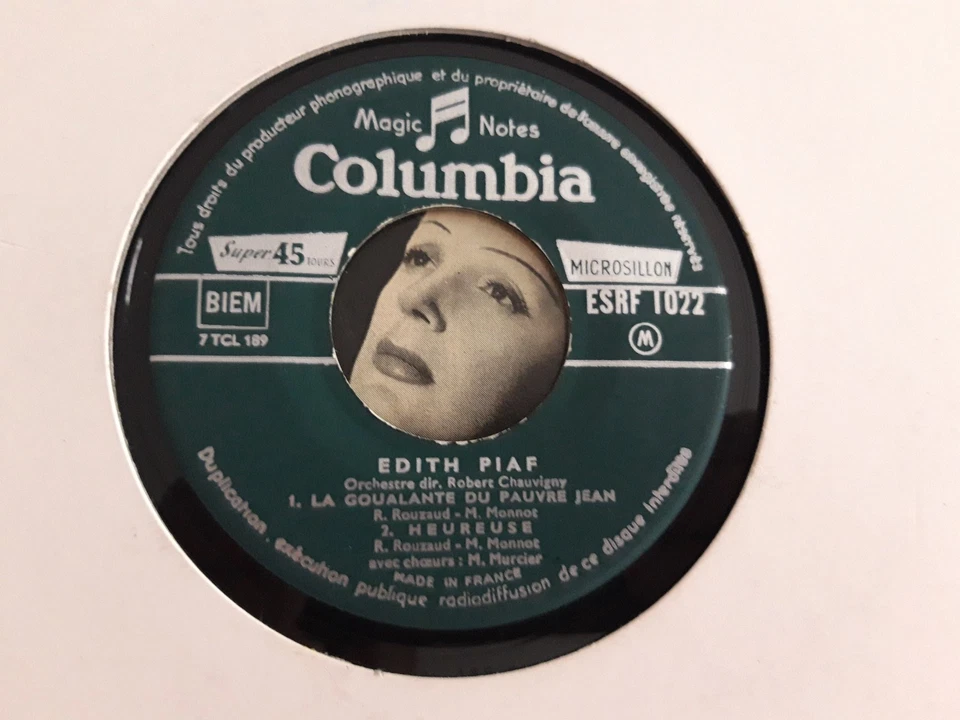 Tous droits du producteur phonographique et du propriétaire de l'œuvre enregistrée réservés
Magic Notes
Columbia
Super 45 TOURS
MICROSILLON
BIEM
ESRF 1022
7 TCL 189
M
EDITH PIAF
Orchestre dir. Robert Chauvigny
1. LA GOUALANTE DU PAUVRE JEAN
R. Rouzaud - M. Monnot
2. HEUREUSE
R. Rouzaud - M. Monnot
avec chœurs : M. Murcier
MADE IN FRANCE
Duplication. exécution publique radiodiffusion de ce disque interdites